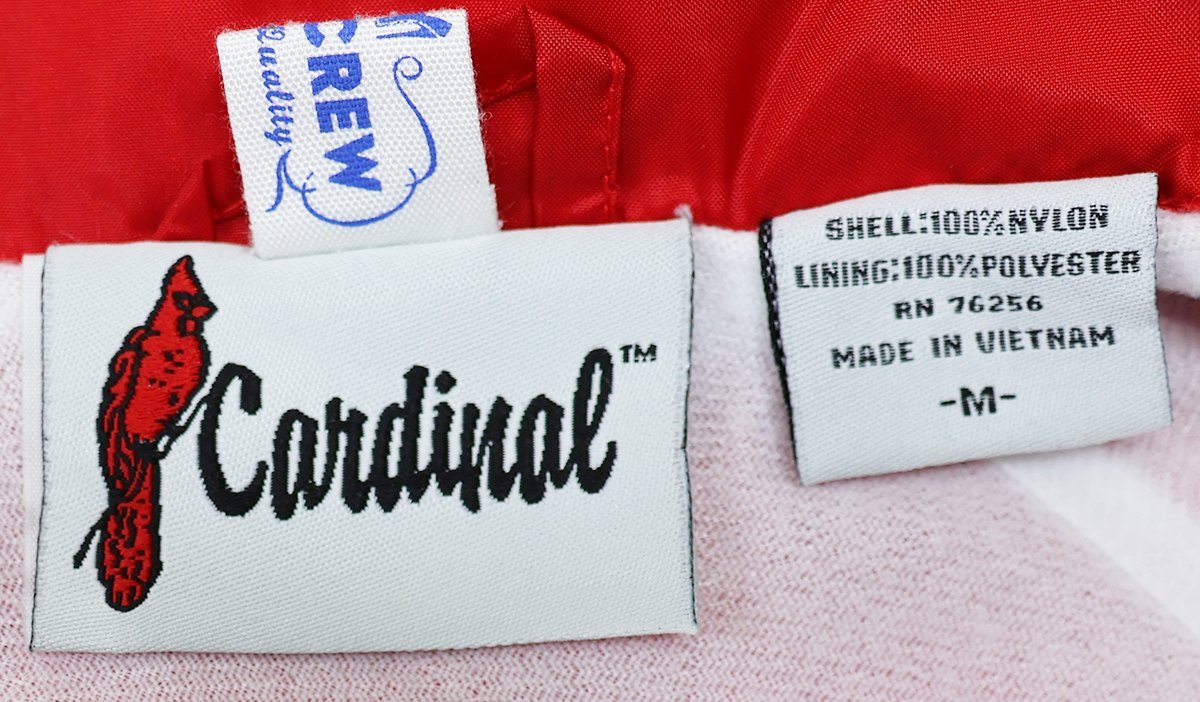 CREW
Quality
Cardinal™
SHELL:100%NYLON
LINING:100%POLYESTER
RN 76256
MADE IN VIETNAM
-M-